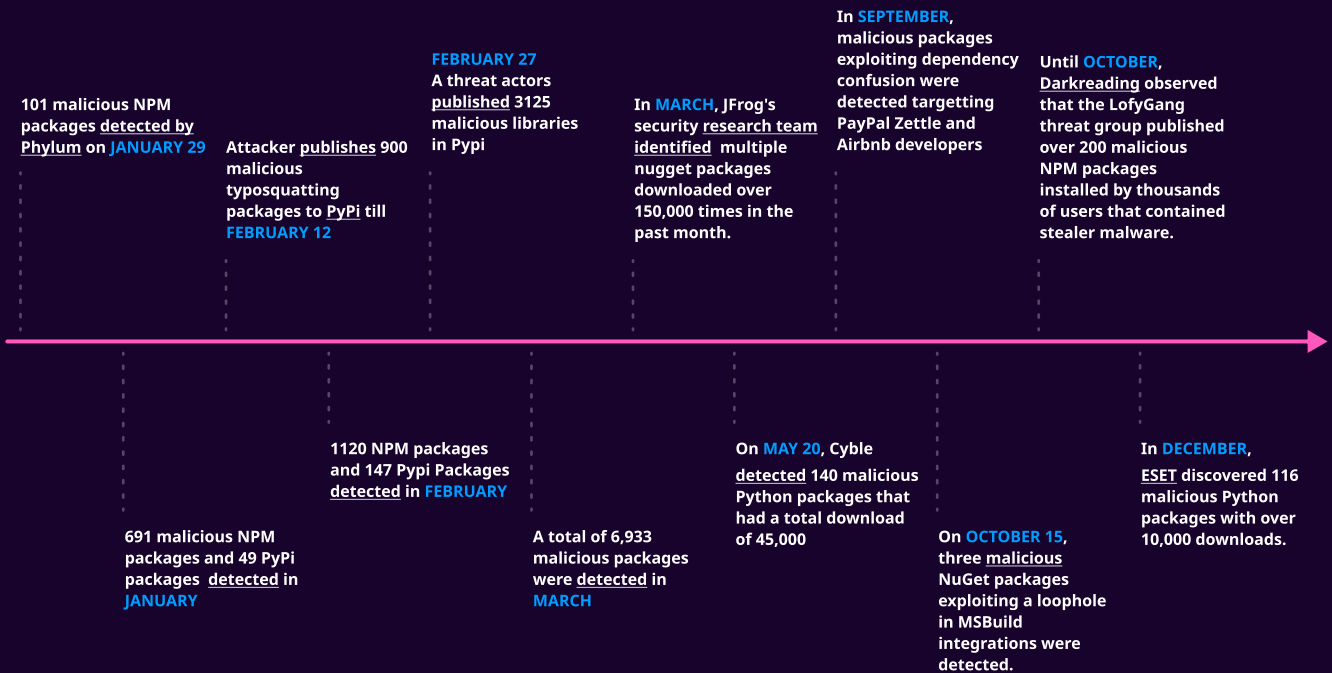 101 malicious NPM
packages detected by
Phylum on JANUARY 29
691 malicious NPM
packages and 49 PyPi
packages detected in
JANUARY
Attacker publishes 900
malicious
typosquatting
packages to PyPi till
FEBRUARY 12
1120 NPM packages
and 147 Pypi Packages
detected in FEBRUARY
FEBRUARY 27
A threat actors
published 3125
malicious libraries
in Pypi
A total of 6,933
malicious packages
were detected in
MARCH
In MARCH, JFrog's
security research team
identified multiple
nugget packages
downloaded over
150,000 times in the
past month.
On MAY 20, Cyble
detected 140 malicious
Python packages that
had a total download
of 45,000
In SEPTEMBER,
malicious packages
exploiting dependency
confusion were
detected targetting
PayPal Zettle and
Airbnb developers
On OCTOBER 15,
three malicious
NuGet packages
exploiting a loophole
in MSBuild
integrations were
detected.
Until OCTOBER,
Darkreading observed
that the LofyGang
threat group published
over 200 malicious
NPM packages
installed by thousands
of users that contained
stealer malware.
In DECEMBER,
ESET discovered 116
malicious Python
packages with over
10,000 downloads.